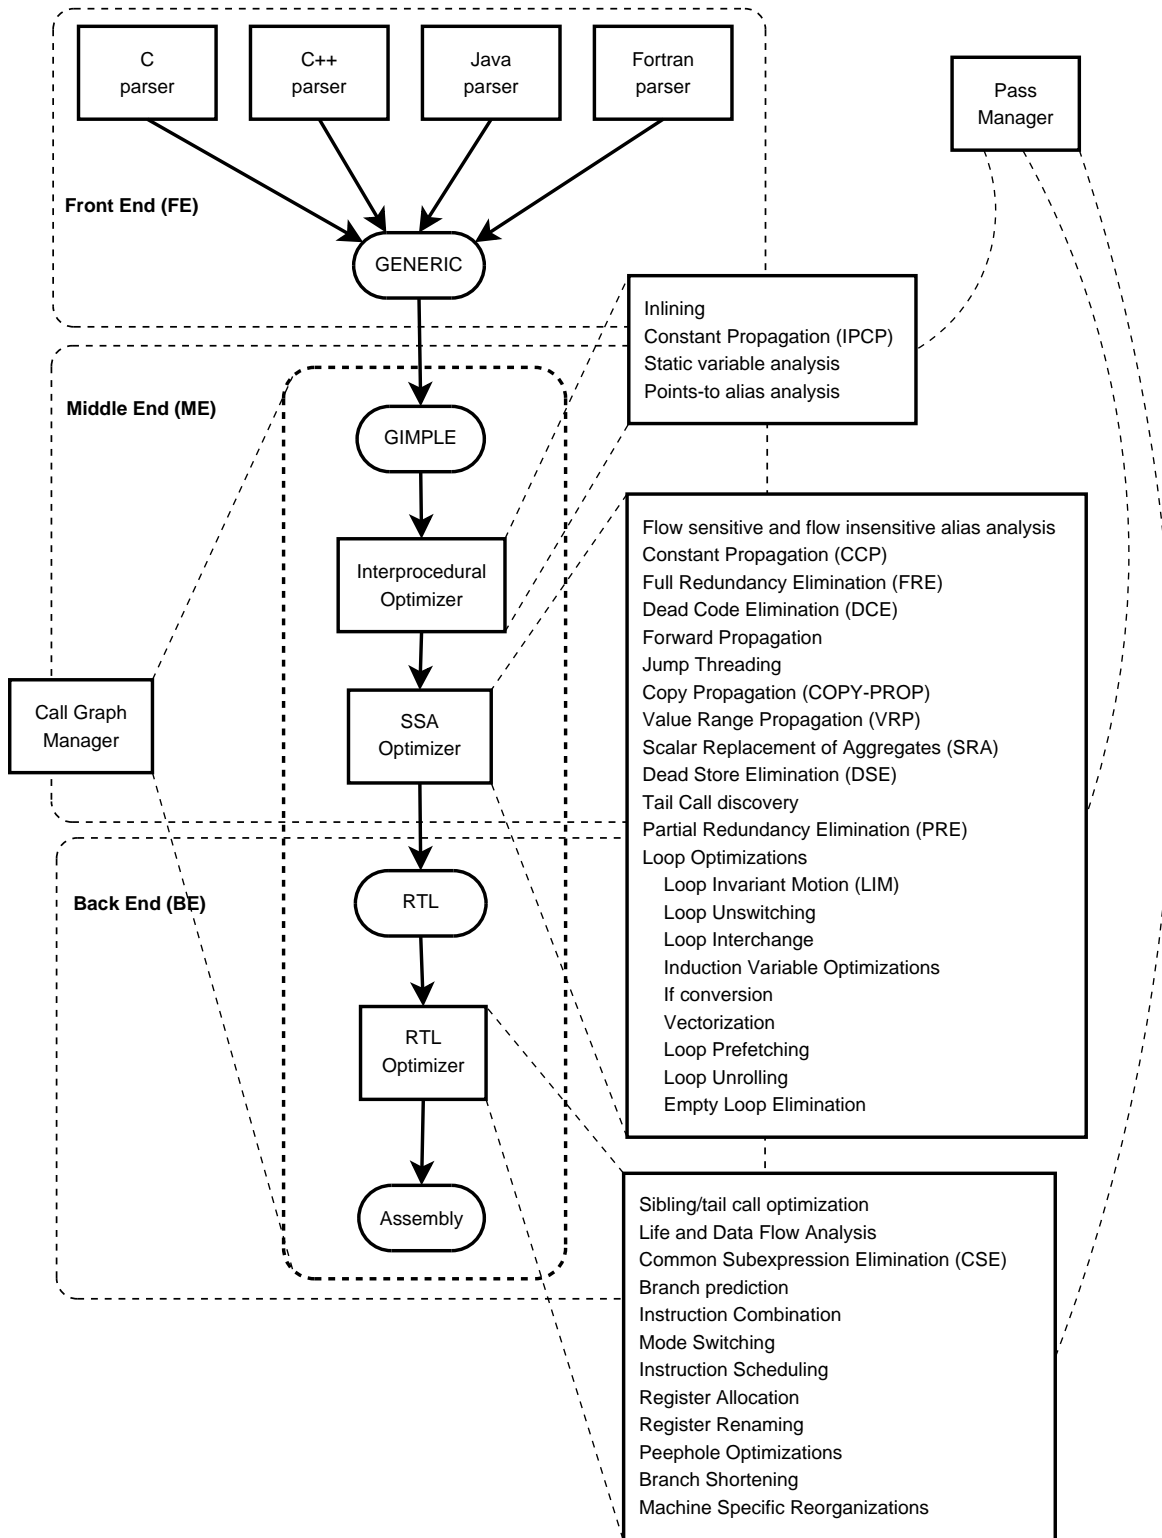 C
parser
C++
parser
Java
parser
Fortran
parser
Pass
Manager
Front End (FE)
GENERIC
Inlining
Constant Propagation (IPCP)
Static variable analysis
Points-to alias analysis
Middle End (ME)
GIMPLE
Interprocedural
Optimizer
Flow sensitive and flow insensitive alias analysis
Constant Propagation (CCP)
Full Redundancy Elimination (FRE)
Dead Code Elimination (DCE)
Forward Propagation
Jump Threading
Copy Propagation (COPY-PROP)
Value Range Propagation (VRP)
Scalar Replacement of Aggregates (SRA)
Dead Store Elimination (DSE)
Tail Call discovery
Partial Redundancy Elimination (PRE)
Loop Optimizations
Loop Invariant Motion (LIM)
Loop Unswitching
Loop Interchange
Induction Variable Optimizations
If conversion
Vectorization
Loop Prefetching
Loop Unrolling
Empty Loop Elimination
Call Graph
Manager
SSA
Optimizer
Back End (BE)
RTL
RTL
Optimizer
Assembly
Sibling/tail call optimization
Life and Data Flow Analysis
Common Subexpression Elimination (CSE)
Branch prediction
Instruction Combination
Mode Switching
Instruction Scheduling
Register Allocation
Register Renaming
Peephole Optimizations
Branch Shortening
Machine Specific Reorganizations